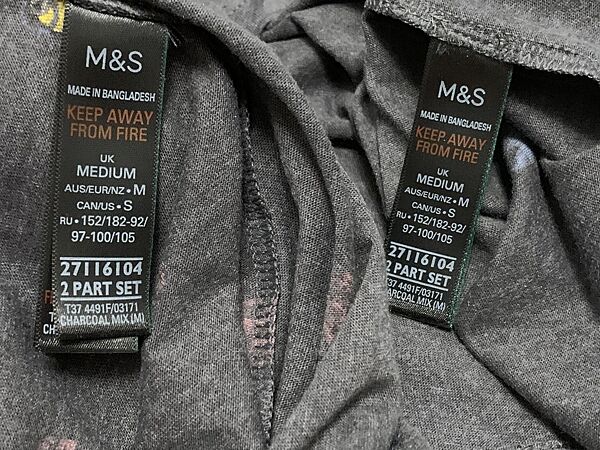 M&S
MADE IN BANGLADESH
KEEP AWAY
FROM FIRE
UK
MEDIUM
AUS/EUR/NZ • M
CAN/US • S
RU • 152/182-92/
97-100/105
27116104
2 PART SET
T37 4491F/03171
CHARCOAL MIX (M)
M&S
MADE IN BANGLADESH
KEEP AWAY
FROM FIRE
UK
MEDIUM
AUS/EUR/NZ • M
CAN/US • S
RU • 152/182-92/
97-100/105
27116104
2 PART SET
T37 4491F/03171
CHARCOAL MIX (M)